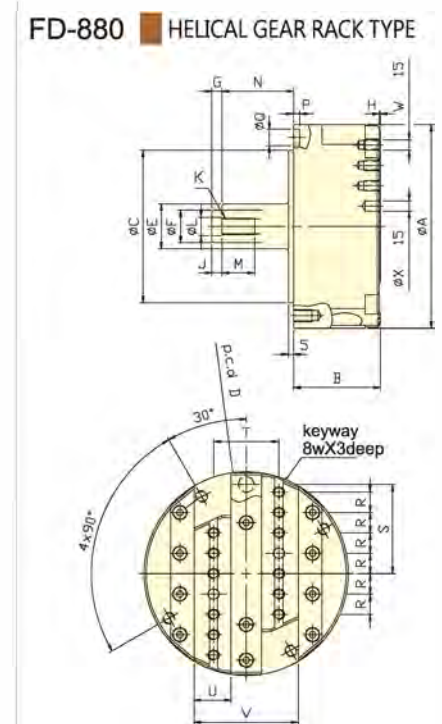 FD-880 HELICAL GEAR RACK TYPE
G N P H W 15
øQ
K
øC øE øF øL
J M
øX 15 øA
5
B
p.c.d D
30°
T
keyway
8wX3deep
4x90°
S
R
R
R
R
R
U
V